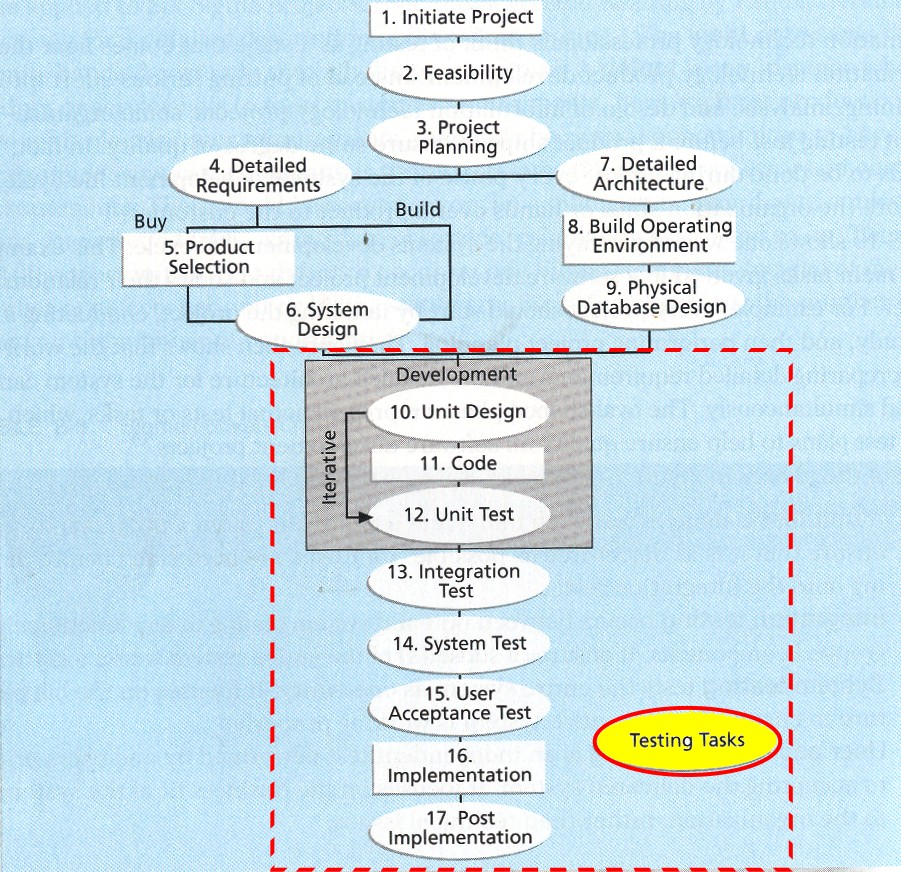 1. Initiate Project
2. Feasibility
3. Project
Planning
4. Detailed
Requirements
7. Detailed
Architecture
Buy
Build
5. Product
Selection
8. Build Operating
Environment
6. System
Design
9. Physical
Database Design
Development
10. Unit Design
Iterative
11. Code
12. Unit Test
13. Integration
Test
14. System Test
15. User
Acceptance Test
Testing Tasks
16.
Implementation
17. Post
Implementation